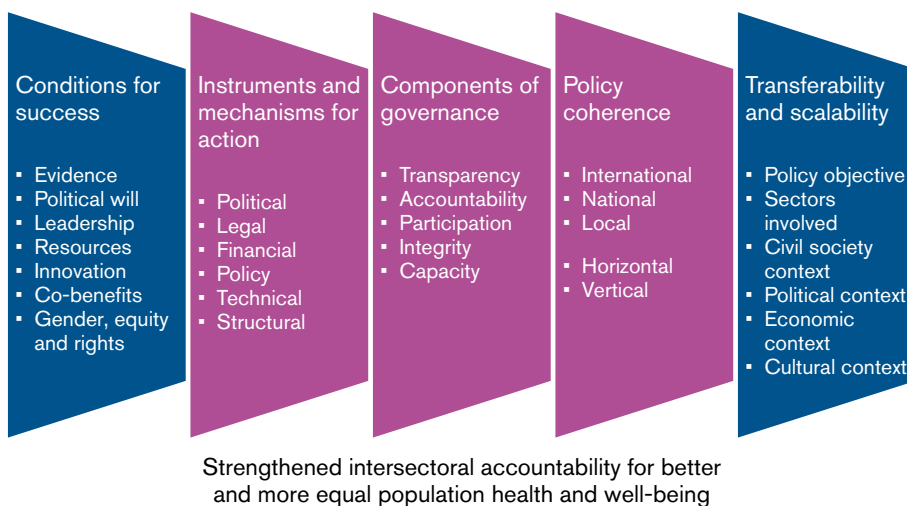 Conditions for
success
▪ Evidence
▪ Political will
▪ Leadership
▪ Resources
▪ Innovation
▪ Co-benefits
▪ Gender, equity
and rights
Instruments and
mechanisms for
action
▪ Political
▪ Legal
▪ Financial
▪ Policy
▪ Technical
▪ Structural
Components of
governance
▪ Transparency
▪ Accountability
▪ Participation
▪ Integrity
▪ Capacity
Policy
coherence
▪ International
▪ National
▪ Local
▪ Horizontal
▪ Vertical
Transferability
and scalability
▪ Policy objective
▪ Sectors
involved
▪ Civil society
context
▪ Political context
▪ Economic
context
▪ Cultural context
Strengthened intersectoral accountability for better
and more equal population health and well-being